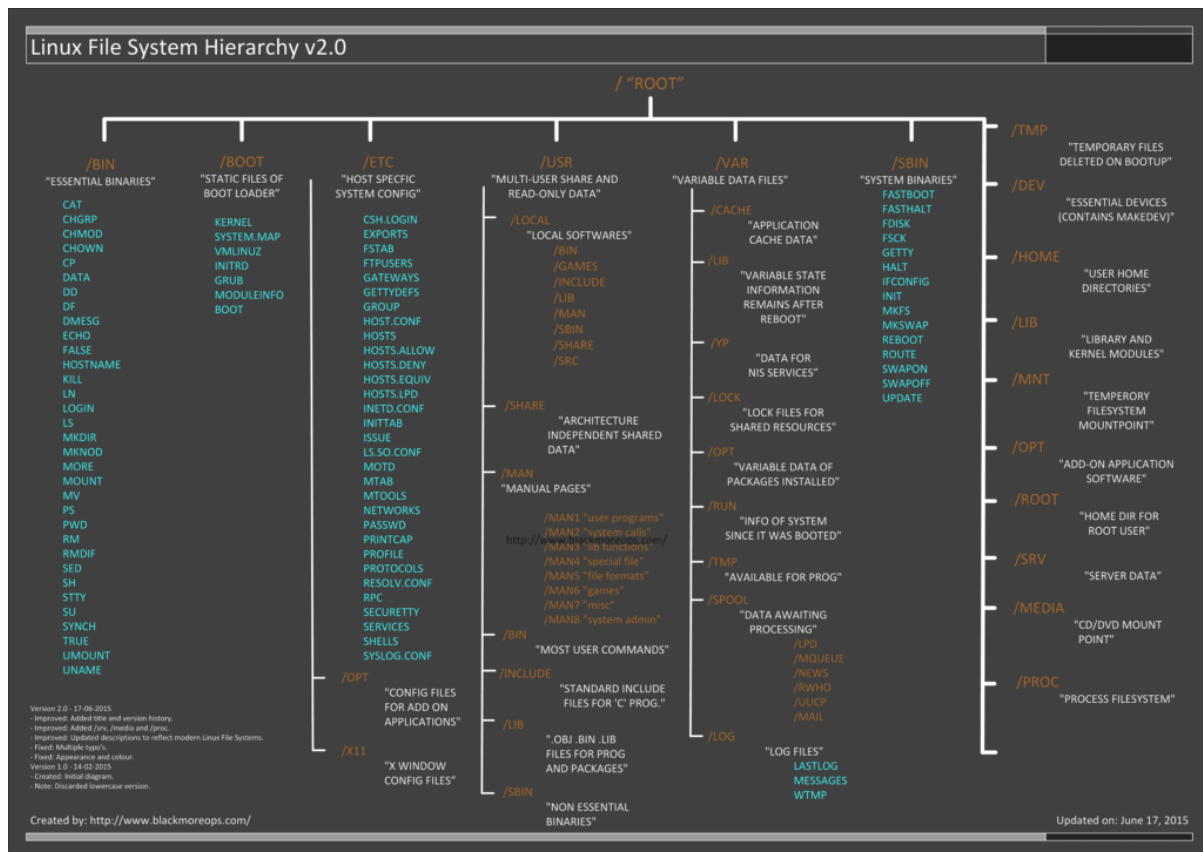 Linux File System Hierarchy v2.0
/ "ROOT"
/BIN
"ESSENTIAL BINARIES"
CAT
CHGRP
CHMOD
CHOWN
CP
DATA
DD
DF
DMESG
ECHO
FALSE
HOSTNAME
KILL
LN
LOGIN
LS
MKDIR
MKNOD
MORE
MOUNT
MV
PS
PWD
RM
RMDIF
SED
SH
STTY
SU
SYNCH
TRUE
UMOUNT
UNAME
/BOOT
"STATIC FILES OF
BOOT LOADER"
KERNEL
SYSTEM.MAP
VMLINUZ
INITRD
GRUB
MODULEINFO
BOOT
/ETC
"HOST SPECFIC
SYSTEM CONFIG"
CSH.LOGIN
EXPORTS
FSTAB
FTPUSERS
GATEWAYS
GETTYDEFS
GROUP
HOST.CONF
HOSTS
HOSTS.ALLOW
HOSTS.DENY
HOSTS.EQUIV
HOSTS.LPD
INETD.CONF
INITTAB
ISSUE
LS.SO.CONF
MOTD
MTAB
MTOOLS
NETWORKS
PASSWD
PRINTCAP
PROFILE
PROTOCOLS
RESOLV.CONF
RPC
SECURETTY
SERVICES
SHELLS
SYSLOG.CONF
/OPT
"CONFIG FILES
FOR ADD ON
APPLICATIONS"
/X11
"X WINDOW
CONFIG FILES"
/USR
"MULTI-USER SHARE AND
READ-ONLY DATA"
/LOCAL
"LOCAL SOFTWARES"
/BIN
/GAMES
/INCLUDE
/LIB
/MAN
/SBIN
/SHARE
/SRC
/SHARE
"ARCHITECTURE
INDEPENDENT SHARED
DATA"
/MAN
"MANUAL PAGES"
/MAN1 "user programs"
/MAN2 "system calls"
http://www.blackmoreops.com/
/MAN3 "lib functions"
/MAN4 "special file"
/MAN5 "file formats"
/MAN6 "games"
/MAN7 "misc"
/MAN8 "system admin"
/BIN
"MOST USER COMMANDS"
/INCLUDE
"STANDARD INCLUDE
FILES FOR 'C' PROG."
/LIB
".OBJ .BIN .LIB
FILES FOR PROG
AND PACKAGES"
/SBIN
"NON ESSENTIAL
BINARIES"
/VAR
"VARIABLE DATA FILES"
/CACHE
"APPLICATION
CACHE DATA"
/LIB
"VARIABLE STATE
INFORMATION
REMAINS AFTER
REBOOT"
/YP
"DATA FOR
NIS SERVICES"
/LOCK
"LOCK FILES FOR
SHARED RESOURCES"
/OPT
"VARIABLE DATA OF
PACKAGES INSTALLED"
/RUN
"INFO OF SYSTEM
SINCE IT WAS BOOTED"
/TMP
"AVAILABLE FOR PROG"
/SPOOL
"DATA AWAITING
PROCESSING"
/LPD
/MQUEUE
/NEWS
/RWHO
/UUCP
/MAIL
/LOG
"LOG FILES"
LASTLOG
MESSAGES
WTMP
/SBIN
"SYSTEM BINARIES"
FASTBOOT
FASTHALT
FDISK
FSCK
GETTY
HALT
IFCONFIG
INIT
MKFS
MKSWAP
REBOOT
ROUTE
SWAPON
SWAPOFF
UPDATE
/TMP
"TEMPORARY FILES
DELETED ON BOOTUP"
/DEV
"ESSENTIAL DEVICES
(CONTAINS MAKEDEV)"
/HOME
"USER HOME
DIRECTORIES"
/LIB
"LIBRARY AND
KERNEL MODULES"
/MNT
"TEMPERORY
FILESYSTEM
MOUNTPOINT"
/OPT
"ADD-ON APPLICATION
SOFTWARE"
/ROOT
"HOME DIR FOR
ROOT USER"
/SRV
"SERVER DATA"
/MEDIA
"CD/DVD MOUNT
POINT"
/PROC
"PROCESS FILESYSTEM"
Version 2.0 - 17-06-2015
- Improved: Added title and version history.
- Improved: Added /srv, /media and /proc.
- Improved: Updated descriptions to reflect modern Linux File Systems.
- Fixed: Multiple typo's.
- Fixed: Appearance and colour.
Version 1.0 - 14-02-2015
- Created: Initial diagram.
- Note: Discarded lowercase version.
Created by: http://www.blackmoreops.com/
Updated on: June 17, 2015